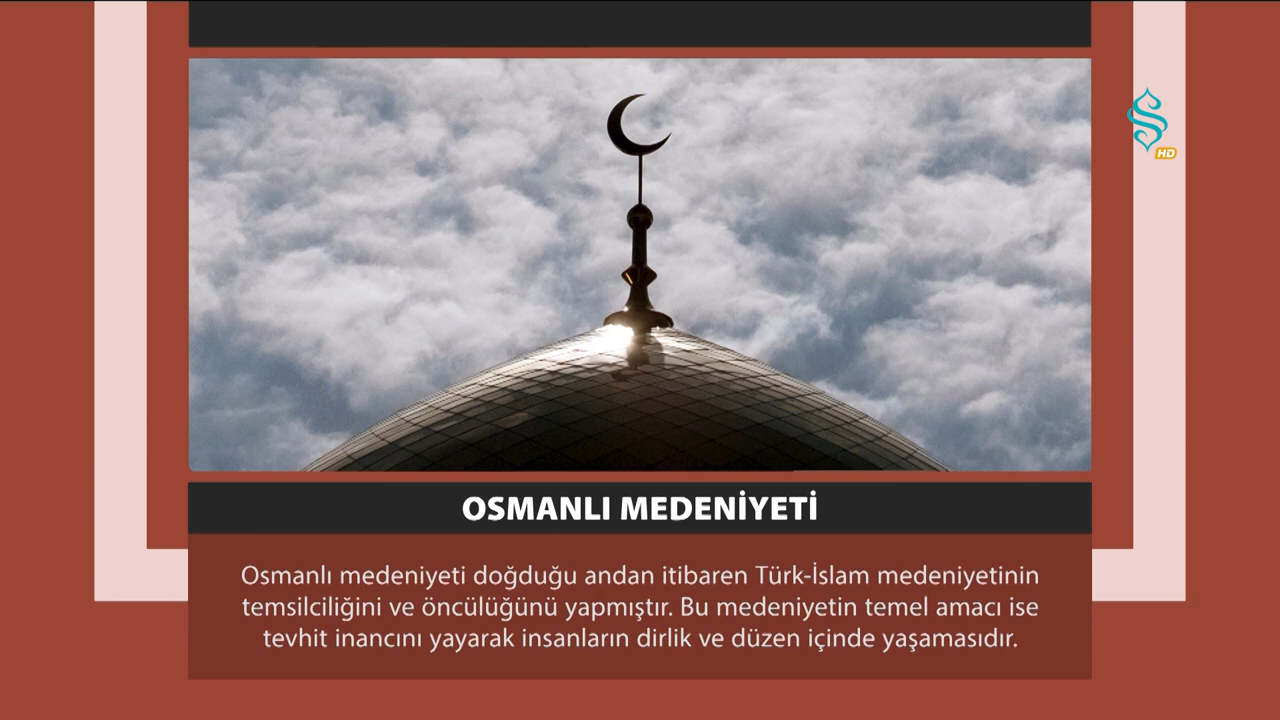 HD
OSMANLI MEDENİYETİ
Osmanlı medeniyeti doğduğu andan itibaren Türk-İslam medeniyetinin
temsilciliğini ve öncülüğünü yapmıştır. Bu medeniyetin temel amacı ise
tevhit inancını yayarak insanların dirlik ve düzen içinde yaşamasıdır.